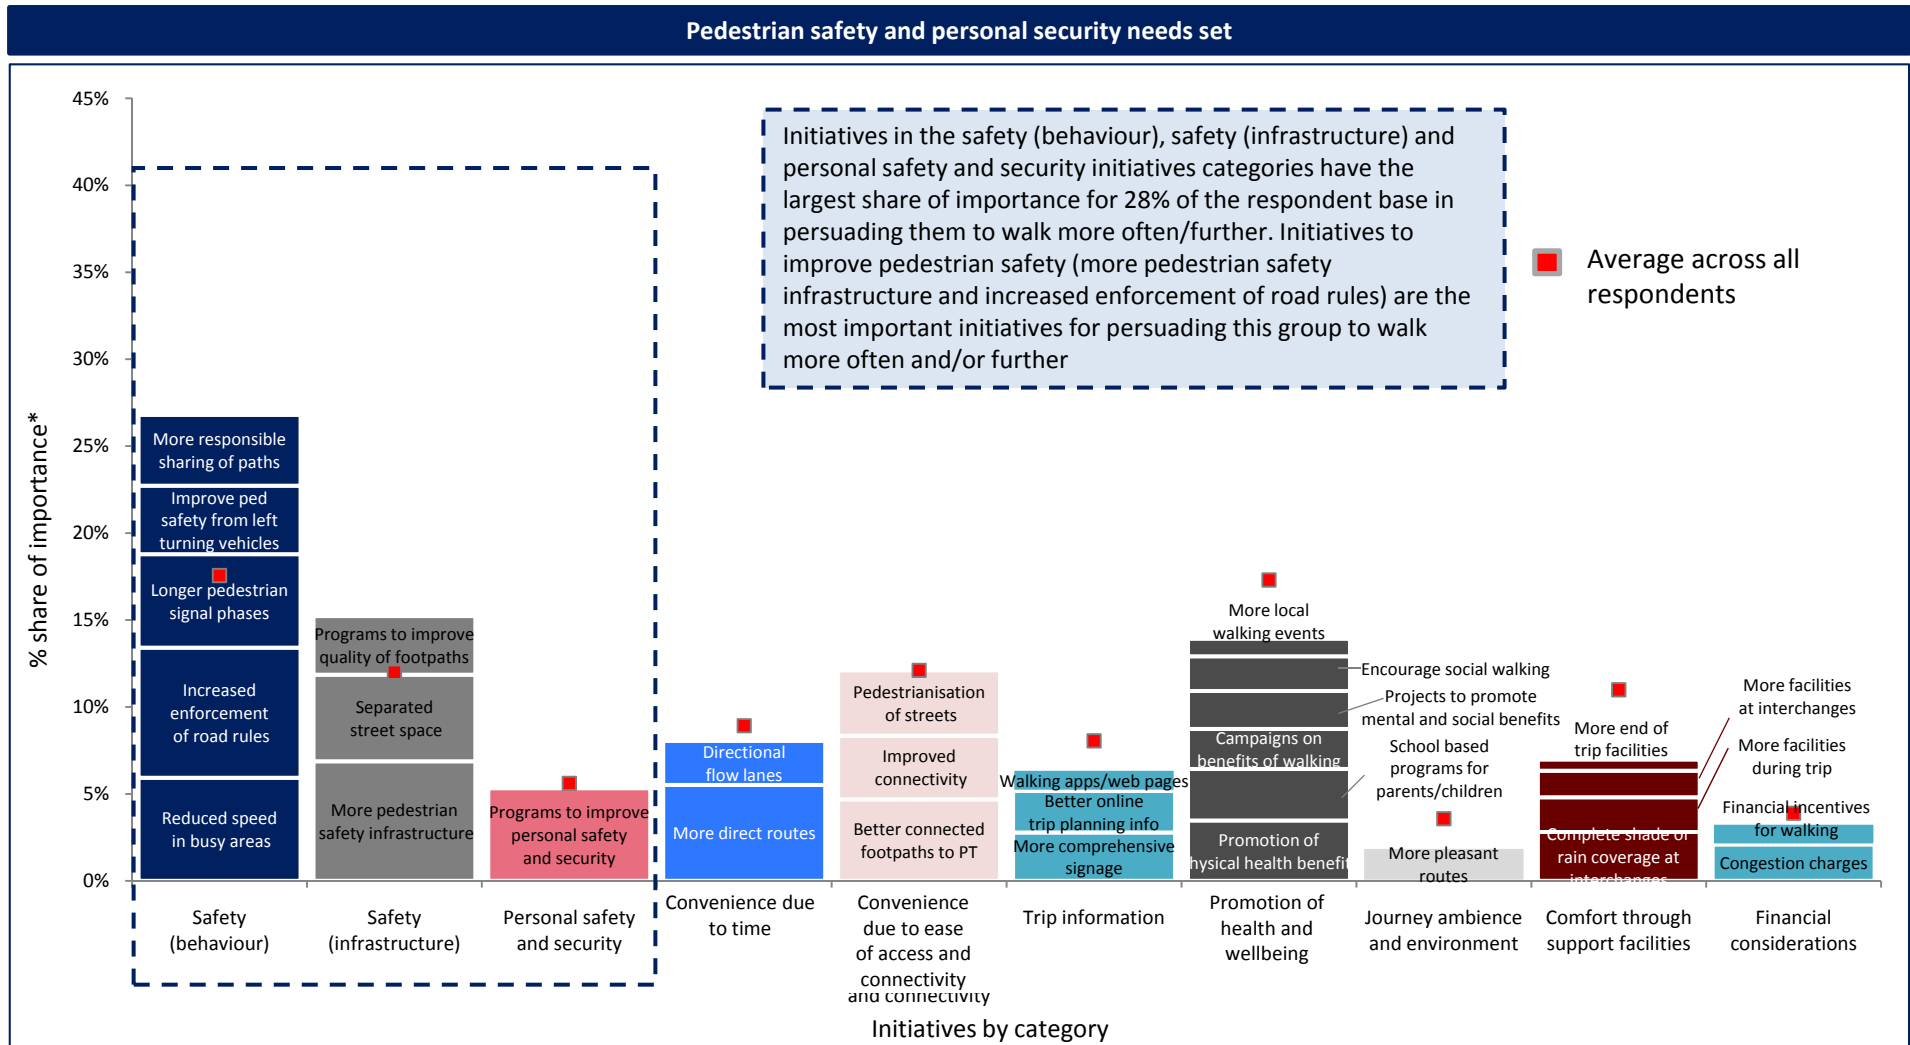 Pedestrian safety and personal security needs set
45%
40%
35%
30%
25%
20%
15%
10%
5%
0%
% share of importance*
Initiatives in the safety (behaviour), safety (infrastructure) and
personal safety and security initiatives categories have the
largest share of importance for 28% of the respondent base in
persuading them to walk more often/further. Initiatives to
improve pedestrian safety (more pedestrian safety
infrastructure and increased enforcement of road rules) are the
most important initiatives for persuading this group to walk
more often and/or further
Average across all
respondents
More responsible
sharing of paths
Improve ped
safety from left
turning vehicles
Longer pedestrian
signal phases
Increased
enforcement
of road rules
Reduced speed
in busy areas
Programs to improve
quality of footpaths
Separated
street space
More pedestrian
safety infrastructure
Programs to improve
personal safety
and security
Directional
flow lanes
More direct routes
Pedestrianisation
of streets
Improved
connectivity
Better connected
footpaths to PT
Walking apps/web pages
Better online
trip planning info
More comprehensive
signage
More local
walking events
Encourage social walking
Projects to promote
mental and social benefits
Campaigns on
benefits of walking
School based
programs for
parents/children
Promotion of
hysical health benefit
More pleasant
routes
More end of
trip facilities
More facilities
at interchanges
More facilities
during trip
Complete shade or
rain coverage at
interchanges
Financial incentives
for walking
Congestion charges
Safety
(behaviour)
Safety
(infrastructure)
Personal safety
and security
Convenience due
to time
Convenience
due to ease
of access and
connectivity
and connectivity
Trip information
Promotion of
health and
wellbeing
Journey ambience
and environment
Comfort through
support facilities
Financial
considerations
Initiatives by category